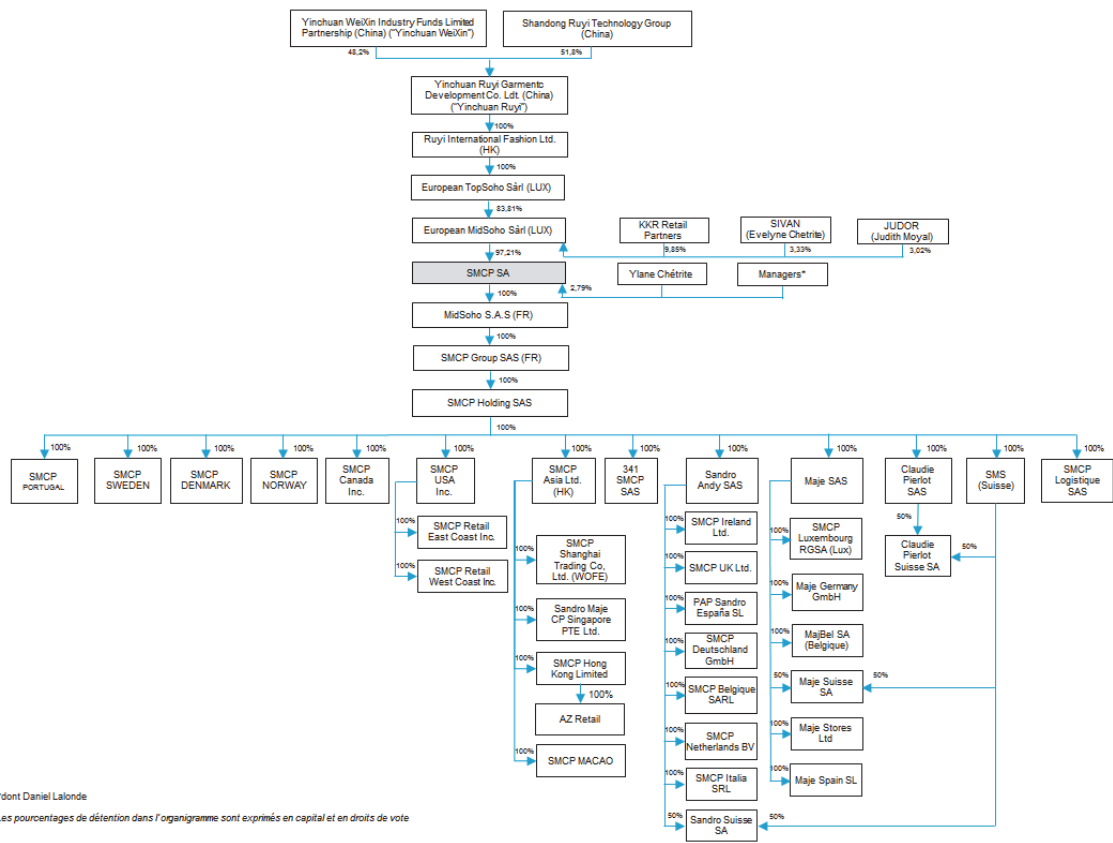 Yinchuan WeiXin Industry Funds Limited
Partnership (China) ("Yinchuan WeiXin")
Shandong Ruyi Technology Group
(China)
48,2%
51,8%
Yinchuan Ruyi Garmentc
Development Co. Ldt. (China)
("Yinchuan Ruyi")
100%
Ruyi International Fashion Ltd.
(HK)
100%
European TopSoho Sàrl (LUX)
83,81%
European MidSoho Sàrl (LUX)
KKR Retail
Partners
SIVAN
(Evelyne Chetrite)
JUDOR
(Judith Moyal)
9,85%
3,33%
3,02%
97,21%
SMCP SA
Ylane Chétrite
Managers*
2,79%
100%
MidSoho S.A.S (FR)
100%
SMCP Group SAS (FR)
100%
SMCP Holding SAS
100%
100%
100%
100%
100%
100%
100%
100%
100%
100%
100%
100%
100%
100%
SMCP
PORTUGAL
SMCP
SWEDEN
SMCP
DENMARK
SMCP
NORWAY
SMCP
Canada
Inc.
SMCP
USA
Inc.
SMCP
Asia Ltd.
(HK)
341
SMCP
SAS
Sandro
Andy SAS
Maje SAS
Claudie
Pierlot
SAS
SMS
(Suisse)
SMCP
Logistique
SAS
100%
SMCP Retail
East Coast Inc.
100%
SMCP Retail
West Coast Inc.
100%
SMCP
Shanghai
Trading Co,
Ltd. (WOFE)
100%
Sandro Maje
CP Singapore
PTE Ltd.
100%
SMCP Hong
Kong Limited
100%
AZ Retail
100%
SMCP MACAO
100%
SMCP Ireland
Ltd.
100%
SMCP UK Ltd.
100%
PAP Sandro
España SL
100%
SMCP
Deutschland
GmbH
100%
SMCP Belgique
SARL
100%
SMCP
Netherlands BV
100%
SMCP Italia
SRL
50%
Sandro Suisse
SA
50%
100%
SMCP
Luxembourg
RGSA (Lux)
100%
Maje Germany
GmbH
100%
MajBel SA
(Belgique)
50%
Maje Suisse
SA
50%
100%
Maje Stores
Ltd
100%
Maje Spain SL
50%
Claudie
Pierlot
Suisse SA
50%
*dont Daniel Lalonde
Les pourcentages de détention dans l'organigramme sont exprimés en capital et en droits de vote